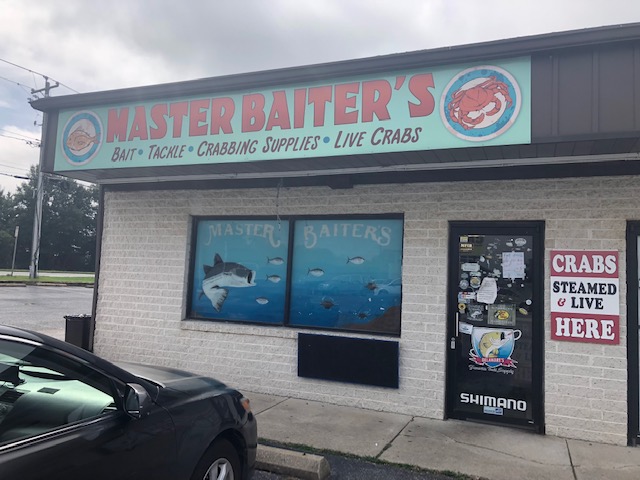 MASTER BAITER'S
BAIT • TACKLE • CRABBING SUPPLIES • LIVE CRABS
MASTER BAITERS
CRABS
STEAMED
& LIVE
HERE
SHIMANO